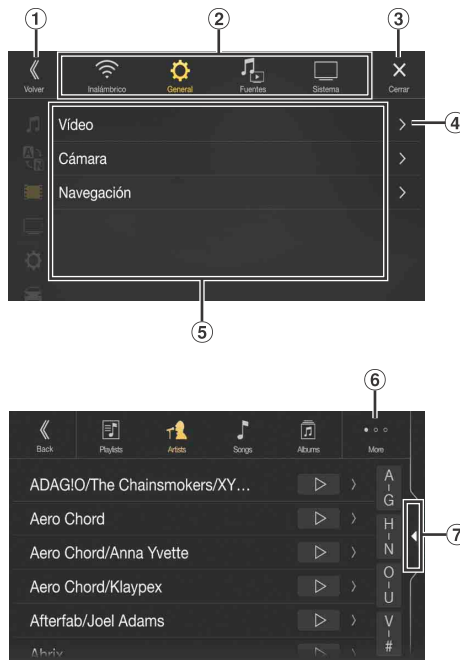 1 2 3
Volver Inalámbrico General Fuentes Sistema Cerrar
Vídeo 4
Cámara
Navegación
5
6
Back Playlists Artists Songs Albums More
ADAG!O/The Chainsmokers/XY...
A-G
Aero Chord
H-N 7
Aero Chord/Anna Yvette
Aero Chord/Klaypex
O-U
Afterfab/Joel Adams
V-#
Ahrix